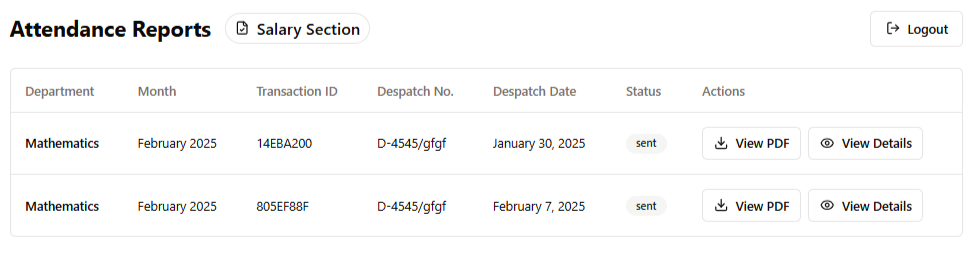 Attendance Reports Salary Section Logout
Department Month Transaction ID Despatch No. Despatch Date Status Actions
Mathematics February 2025 14EBA200 D-4545/gfgf January 30, 2025 sent View PDF View Details
Mathematics February 2025 805EF88F D-4545/gfgf February 7, 2025 sent View PDF View Details